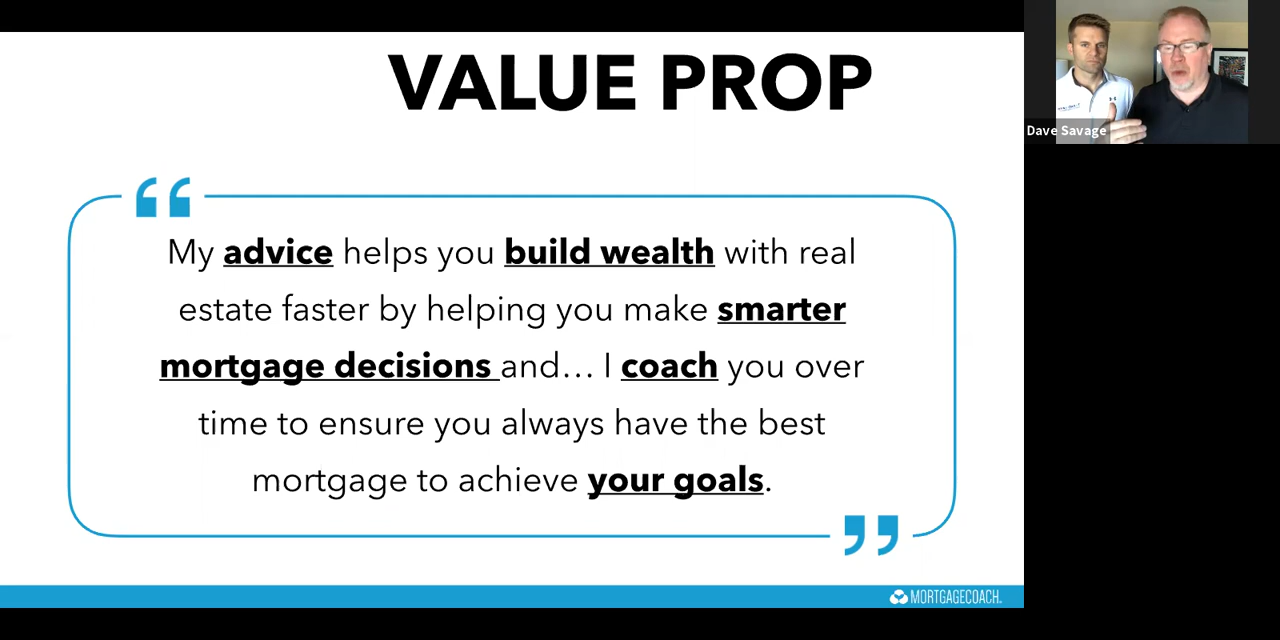 VALUE PROP
“
My advice helps you build wealth with real
estate faster by helping you make smarter
mortgage decisions and... I coach you over
time to ensure you always have the best
mortgage to achieve your goals.
”
MORTGAGECOACH
Dave Savage